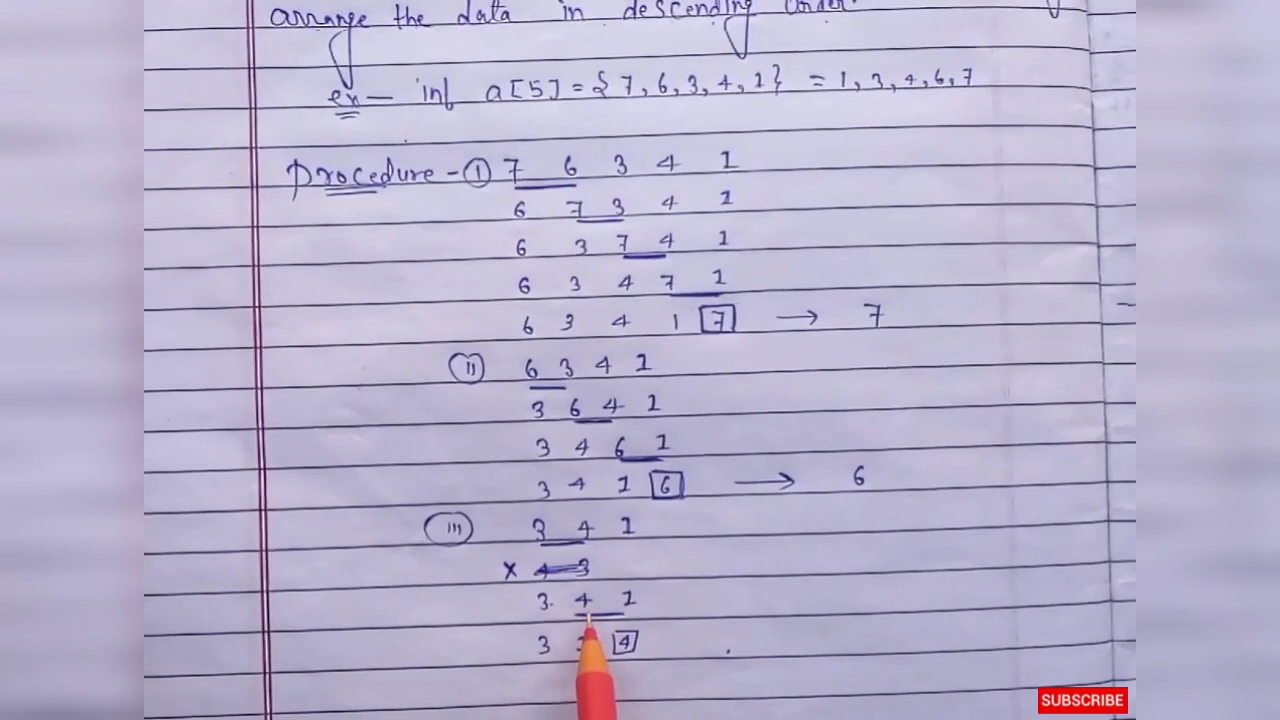 arrange the data in descending order.
ex – int a[5] = {7, 6, 3, 4, 1} = 1, 3, 4, 6, 7
Procedure – (i) 7 6 3 4 1
6 7 3 4 1
6 3 7 4 1
6 3 4 7 1
6 3 4 1 7 → 7
(ii) 6 3 4 1
3 6 4 1
3 4 6 1
3 4 1 6 → 6
(iii) 3 4 1
x 4 3
3. 4 1
3 4
SUBSCRIBE